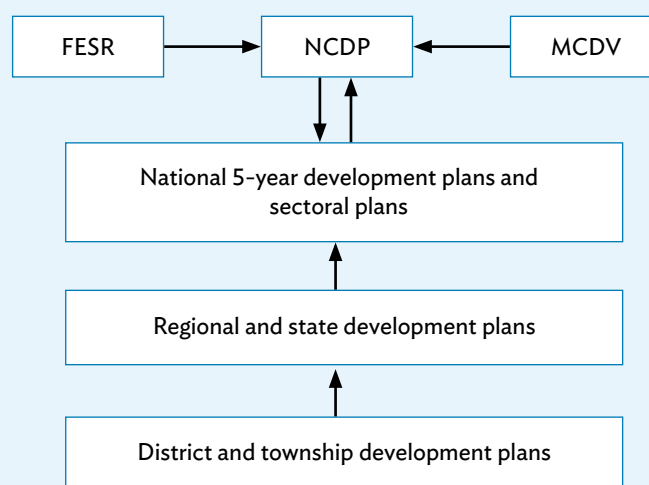 FESR
NCDP
MCDV
National 5-year development plans and
sectoral plans
Regional and state development plans
District and township development plans